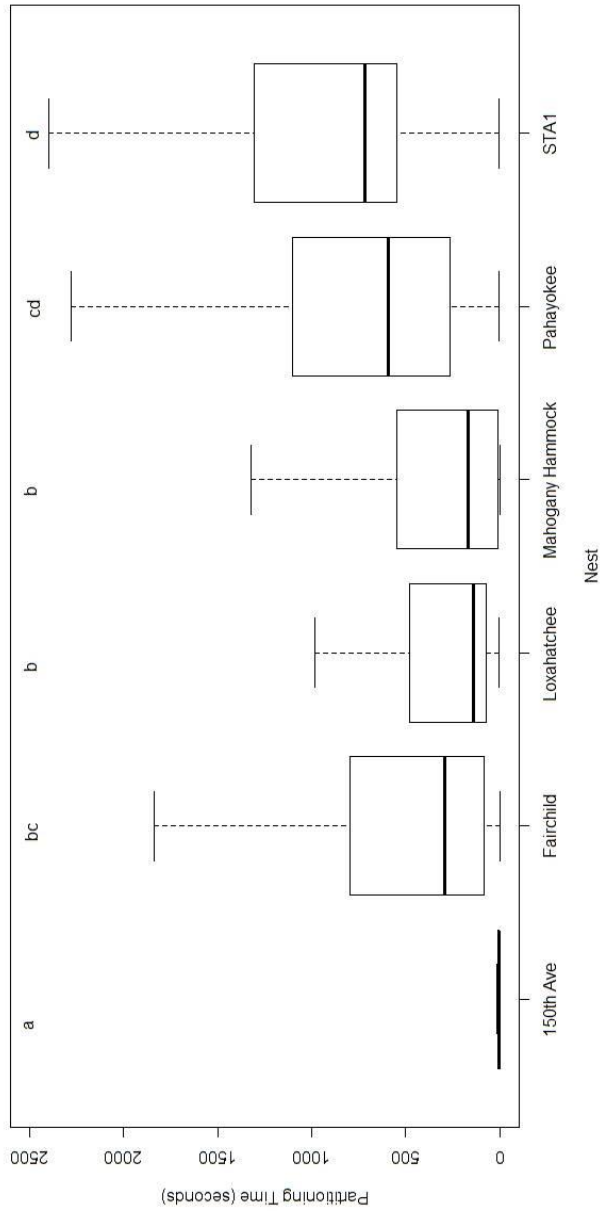 a
bc
b
b
cd
d
2500
2000
1500
1000
500
0
Partitioning Time (seconds)
150th Ave
Fairchild
Loxahatchee
Mahogany Hammock
Pahayokee
STA1
Nest